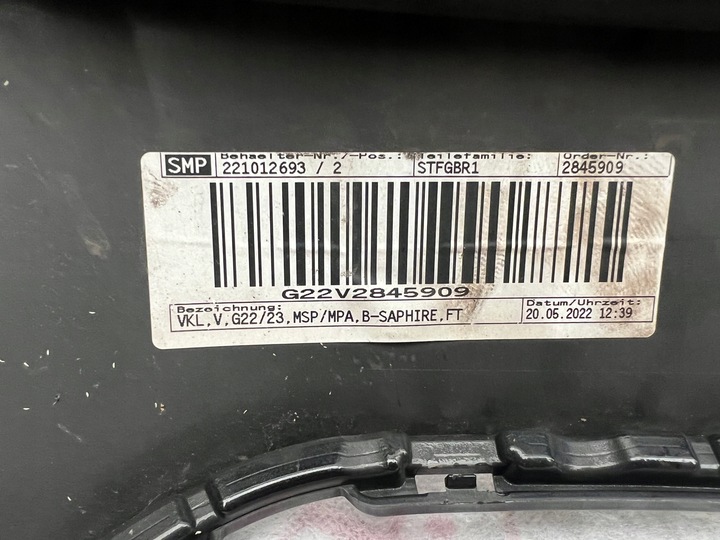 SMP Behaelter-Nr./-Pos.: Teilefamilie: Order-Nr.:
221012693 / 2 STFGBR1 2845909
G22V2845909
Bezeichnung: Datum/Uhrzeit:
VKL,V,G22/23,MSP/MPA,B-SAPHIRE,FT 20.05.2022 12:39